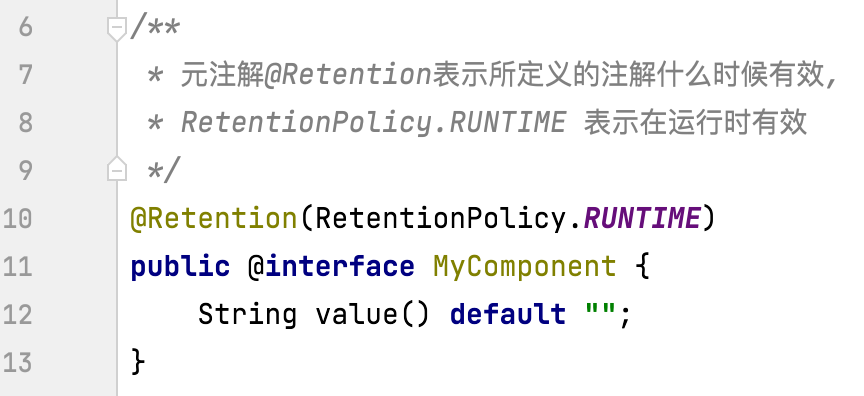 6 /**
7  * 元注解@Retention表示所定义的注解什么时候有效,
8  * RetentionPolicy.RUNTIME 表示在运行时有效
9  */
10 @Retention(RetentionPolicy.RUNTIME)
11 public @interface MyComponent {
12     String value() default "";
13 }